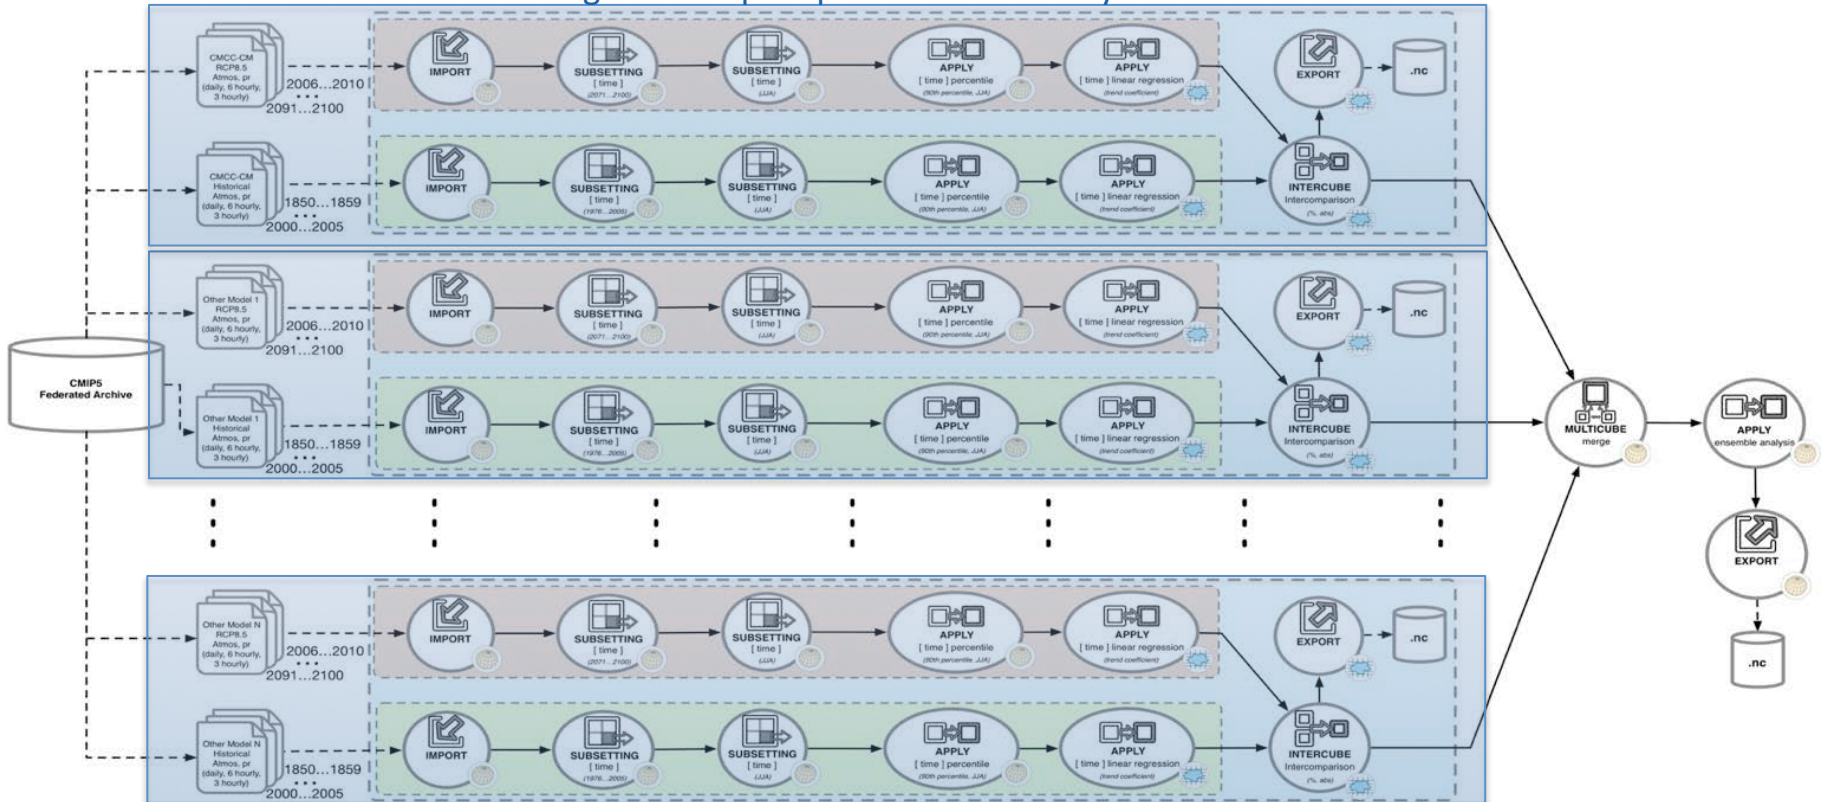 CMCC-CM
RCP8.5
Atmos, pr
(daily, 6 hourly,
3 hourly)
2006...2010
...
2091...2100
IMPORT
SUBSETTING
[ time ]
(2071...2100)
SUBSETTING
[ time ]
(JJA)
APPLY
[ time ] percentile
(90th percentile, JJA)
APPLY
[ time ] linear regression
(trend coefficient)
EXPORT
.nc
CMCC-CM
Historical
Atmos, pr
(daily, 6 hourly,
3 hourly)
1850...1859
...
2000...2005
IMPORT
SUBSETTING
[ time ]
(1976...2005)
SUBSETTING
[ time ]
(JJA)
APPLY
[ time ] percentile
(90th percentile, JJA)
APPLY
[ time ] linear regression
(trend coefficient)
INTERCUBE
Intercomparison
(%, abs)
Other Model 1
RCP8.5
Atmos, pr
(daily, 6 hourly,
3 hourly)
2006...2010
...
2091...2100
IMPORT
SUBSETTING
[ time ]
(2071...2100)
SUBSETTING
[ time ]
(JJA)
APPLY
[ time ] percentile
(90th percentile, JJA)
APPLY
[ time ] linear regression
(trend coefficient)
EXPORT
.nc
CMIP5
Federated Archive
Other Model 1
Historical
Atmos, pr
(daily, 6 hourly,
3 hourly)
1850...1859
...
2000...2005
IMPORT
SUBSETTING
[ time ]
(1976...2005)
SUBSETTING
[ time ]
(JJA)
APPLY
[ time ] percentile
(90th percentile, JJA)
APPLY
[ time ] linear regression
(trend coefficient)
INTERCUBE
Intercomparison
(%, abs)
MULTICUBE
merge
APPLY
ensemble analysis
EXPORT
.nc
Other Model N
RCP8.5
Atmos, pr
(daily, 6 hourly,
3 hourly)
2006...2010
...
2091...2100
IMPORT
SUBSETTING
[ time ]
(2071...2100)
SUBSETTING
[ time ]
(JJA)
APPLY
[ time ] percentile
(90th percentile, JJA)
APPLY
[ time ] linear regression
(trend coefficient)
EXPORT
.nc
Other Model N
Historical
Atmos, pr
(daily, 6 hourly,
3 hourly)
1850...1859
...
2000...2005
IMPORT
SUBSETTING
[ time ]
(1976...2005)
SUBSETTING
[ time ]
(JJA)
APPLY
[ time ] percentile
(90th percentile, JJA)
APPLY
[ time ] linear regression
(trend coefficient)
INTERCUBE
Intercomparison
(%, abs)